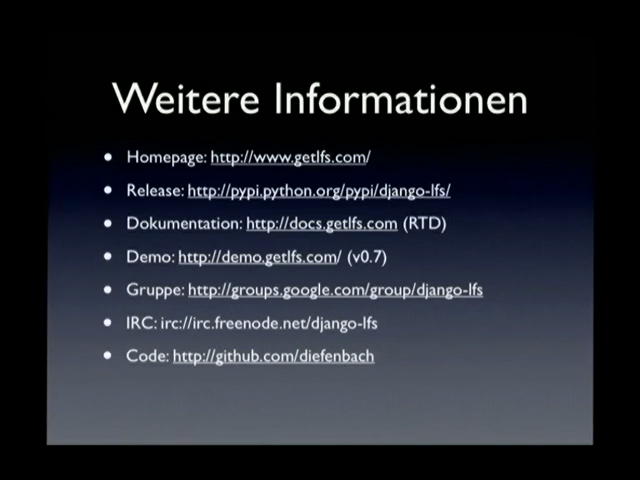 Weitere Informationen
• Homepage: http://www.getlfs.com/
• Release: http://pypi.python.org/pypi/django-lfs/
• Dokumentation: http://docs.getlfs.com (RTD)
• Demo: http://demo.getlfs.com/ (v0.7)
• Gruppe: http://groups.google.com/group/django-lfs
• IRC: irc://irc.freenode.net/django-lfs
• Code: http://github.com/diefenbach